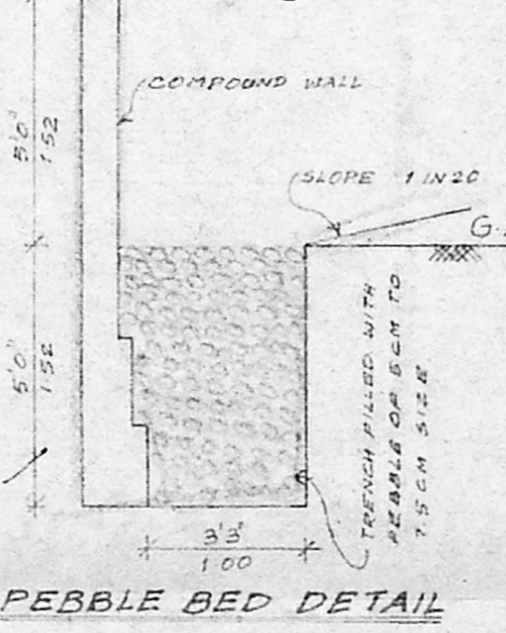 COMPOUND WALL
5'0"
1.52
SLOPE 1 IN 20
G.
5'0"
1.52
TRENCH FILLED WITH
PEBBLE OF 5CM TO
7.5CM SIZE
3'3"
1.00
PEBBLE BED DETAIL